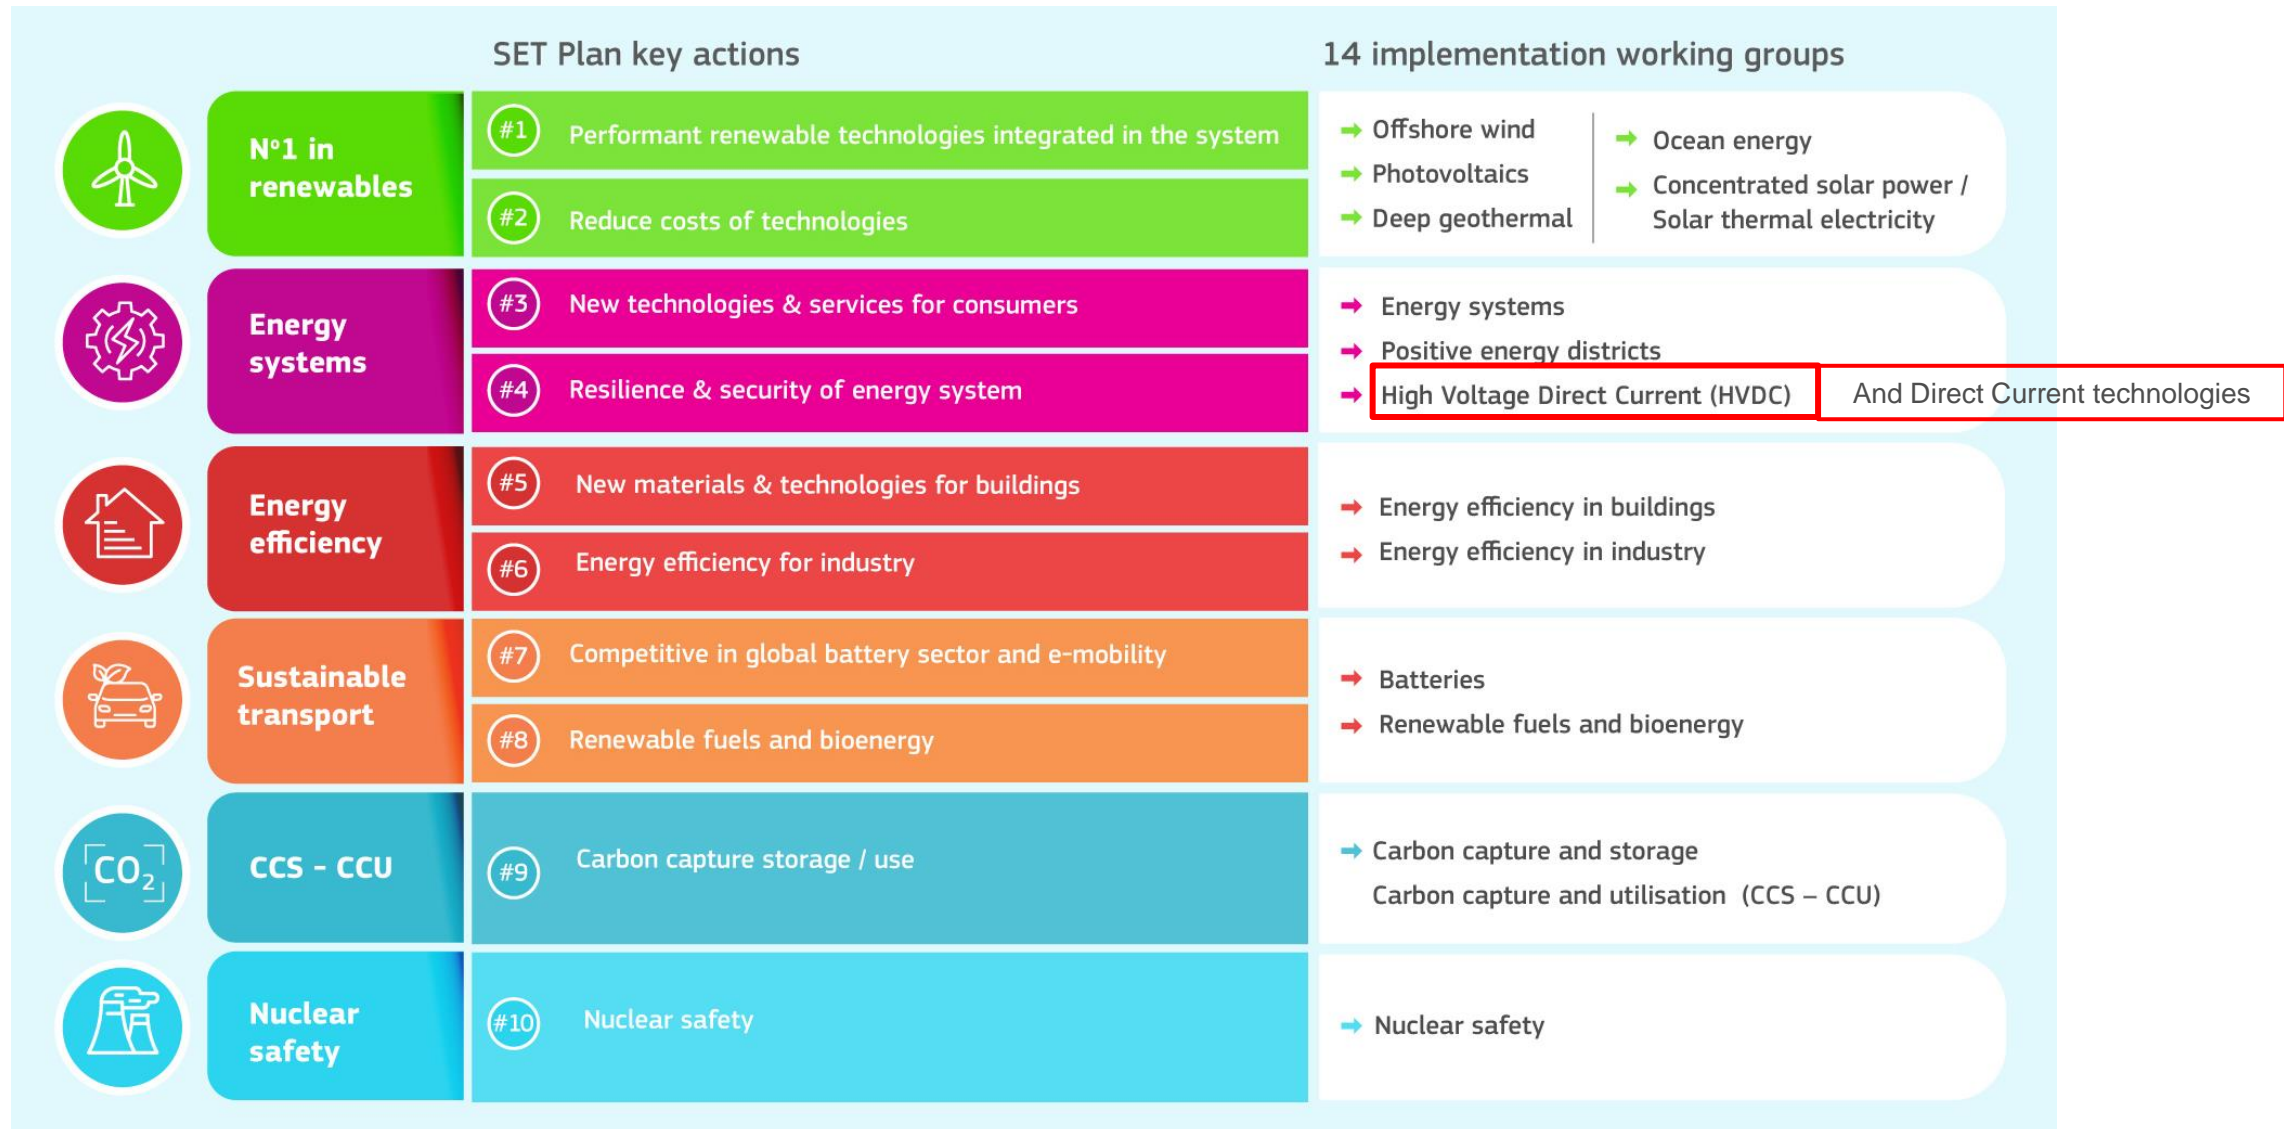 SET Plan key actions
14 implementation working groups
Nº1 in
renewables
#1
Performant renewable technologies integrated in the system
#2
Reduce costs of technologies
Offshore wind
Photovoltaics
Deep geothermal
Ocean energy
Concentrated solar power /
Solar thermal electricity
Energy
systems
#3
New technologies & services for consumers
#4
Resilience & security of energy system
Energy systems
Positive energy districts
High Voltage Direct Current (HVDC)
And Direct Current technologies
Energy
efficiency
#5
New materials & technologies for buildings
#6
Energy efficiency for industry
Energy efficiency in buildings
Energy efficiency in industry
Sustainable
transport
#7
Competitive in global battery sector and e-mobility
#8
Renewable fuels and bioenergy
Batteries
Renewable fuels and bioenergy
CO₂
CCS - CCU
#9
Carbon capture storage / use
Carbon capture and storage
Carbon capture and utilisation (CCS – CCU)
Nuclear
safety
#10
Nuclear safety
Nuclear safety